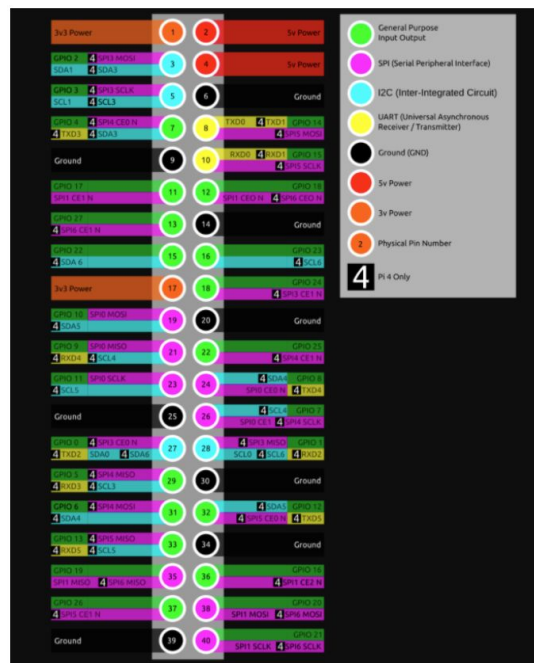 3v3 Power 1 2 5v Power
GPIO 2 4 SPI3 MOSI
SDA1 4 SDA3 3 4 5v Power
GPIO 3 4 SPI3 SCLK
SCL1 4 SCL3 5 6 Ground
GPIO 4 4 SPI4 CE0 N TXD0 4 TXD1 GPIO 14
4 TXD3 4 SDA3 7 8 4 SPI5 MOSI
RXD0 4 RXD1 GPIO 15
Ground 9 10 4 SPI5 SCLK
GPIO 17 GPIO 18
SPI1 CE1 N 11 12 SPI1 CEO N 4 SPI6 CEO N
GPIO 27
4 SPI6 CE1 N 13 14 Ground
GPIO 22 GPIO 23
4 SDA 6 15 16 4 SCL6
GPIO 24
3v3 Power 17 18 4 SPI3 CE1 N
GPIO 10 SPI0 MOSI
4 SDA5 19 20 Ground
GPIO 9 SPI0 MISO GPIO 25
4 RXD4 4 SCL4 21 22 4 SPI4 CE1 N
GPIO 11 SPI0 SCLK 4 SDA4 GPIO 8
4 SCL5 23 24 SPI0 CE0 N 4 TXD4
4 SCL4 GPIO 7
Ground 25 26 SPI0 CE1 4 SPI4 SCLK
GPIO 0 4 SPI3 CE0 N 4 SPI3 MISO GPIO 1
4 TXD2 SDA0 4 SDA6 27 28 SCL0 4 SCL6 4 RXD2
GPIO 5 4 SPI4 MISO
4 RXD3 4 SCL3 29 30 Ground
GPIO 6 4 SPI4 MOSI 4 SDA5 GPIO 12
4 SDA4 31 32 4 SPI5 CE0 N 4 TXD5
GPIO 13 4 SPI5 MISO
4 RXD5 4 SCL5 33 34 Ground
GPIO 19 GPIO 16
SPI1 MISO 4 SPI6 MISO 35 36 4 SPI1 CE2 N
GPIO 26 GPIO 20
4 SPI5 CE1 N 37 38 SPI1 MOSI 4 SPI6 MOSI
GPIO 21
Ground 39 40 SPI1 SCLK 4 SPI6 SCLK
General Purpose
Input Output
SPI (Serial Peripheral Interface)
I2C (Inter-Integrated Circuit)
UART (Universal Asynchronous
Receiver / Transmitter)
Ground (GND)
5v Power
3v Power
2 Physical Pin Number
4 Pi 4 Only